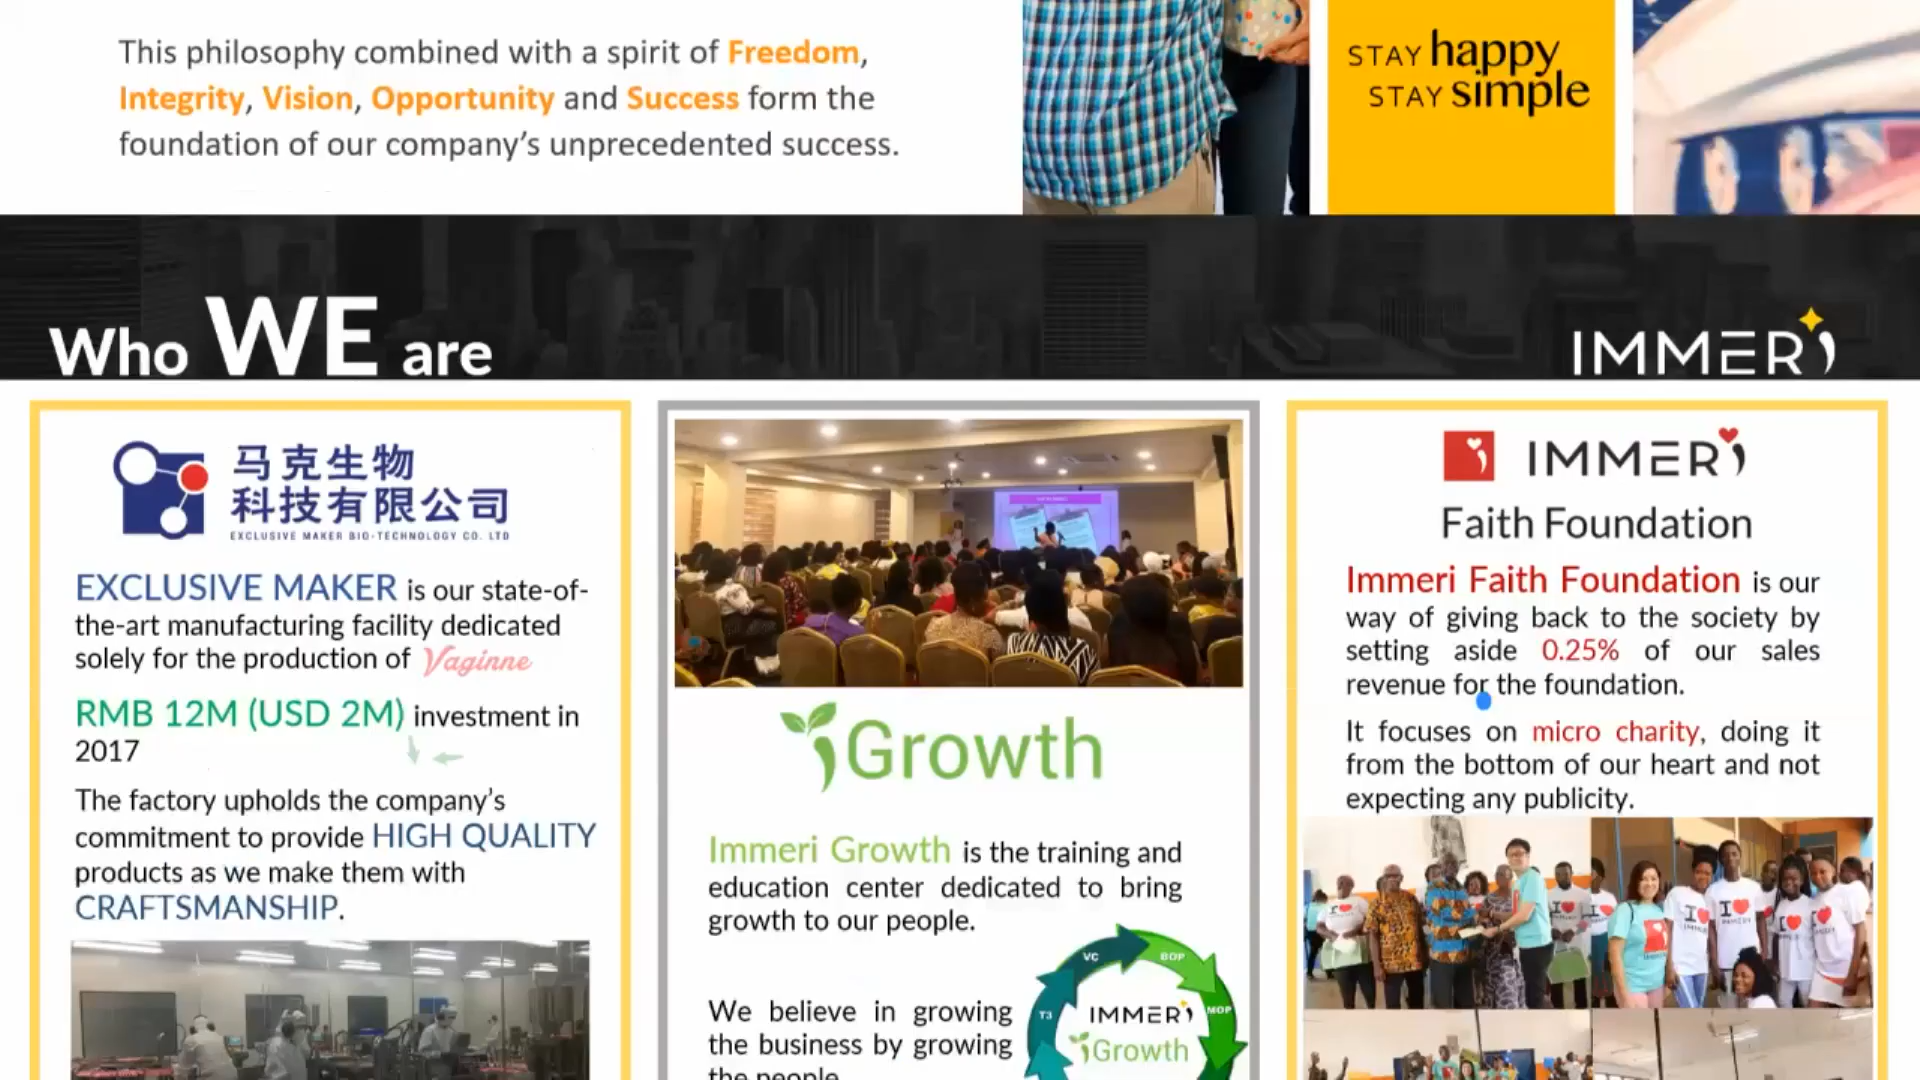 This philosophy combined with a spirit of Freedom,
Integrity, Vision, Opportunity and Success form the
foundation of our company’s unprecedented success.
STAY happy
STAY simple
Who WE are
IMMERi
马克生物
科技有限公司
EXCLUSIVE MAKER BIO-TECHNOLOGY CO. LTD
EXCLUSIVE MAKER is our state-of-
the-art manufacturing facility dedicated
solely for the production of Vaginne
RMB 12M (USD 2M) investment in
2017
The factory upholds the company’s
commitment to provide HIGH QUALITY
products as we make them with
CRAFTSMANSHIP.
iGrowth
Immeri Growth is the training and
education center dedicated to bring
growth to our people.
We believe in growing
the business by growing
the people
VC
BOP
T3
MOP
IMMERi
iGrowth
IMMERi
Faith Foundation
Immeri Faith Foundation is our
way of giving back to the society by
setting aside 0.25% of our sales
revenue for the foundation.
It focuses on micro charity, doing it
from the bottom of our heart and not
expecting any publicity.